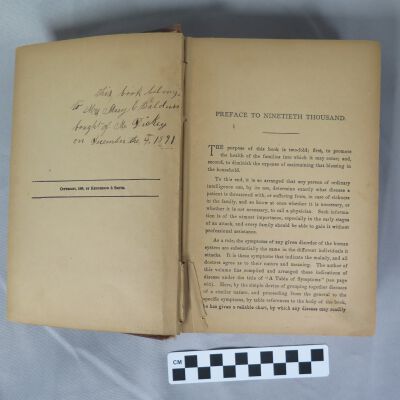 This book belongs
to Mrs Mary C Baldwin
bought of Mr Dickey
on December the 7, 1891
PREFACE TO NINETIETH THOUSAND.
THE purpose of this book is two-fold; first, to promote
the health of the families into which it may come; and,
second, to diminish the expense of maintaining that blessing in
the household.
To this end, it is so arranged that any person of ordinary
intelligence can, by its use, determine exactly what disease a
patient is threatened with, or suffering from, in case of sickness
in the family, and so know at once whether it is necessary, or
whether it is not necessary, to call a physician. Such informa-
tion is of the utmost importance, especially in the early stages
of an attack, and every family should be able to gain it without
professional assistance.
As a rule, the symptoms of any given disorder of the human
system are substantially the same in the different individuals it
attacks. It is these symptoms that indicate the malady, and all
doctors agree as to their nature and meaning. The author of
this volume has compiled and arranged these indications of
disease under the title of "A Table of Symptoms" (see page
). Here, by the simple device of grouping together diseases
of a similar nature, and proceeding from the general to the
specific symptoms, by table references to the body of the book,
he has given a reliable chart, by which any disease may readily
CM